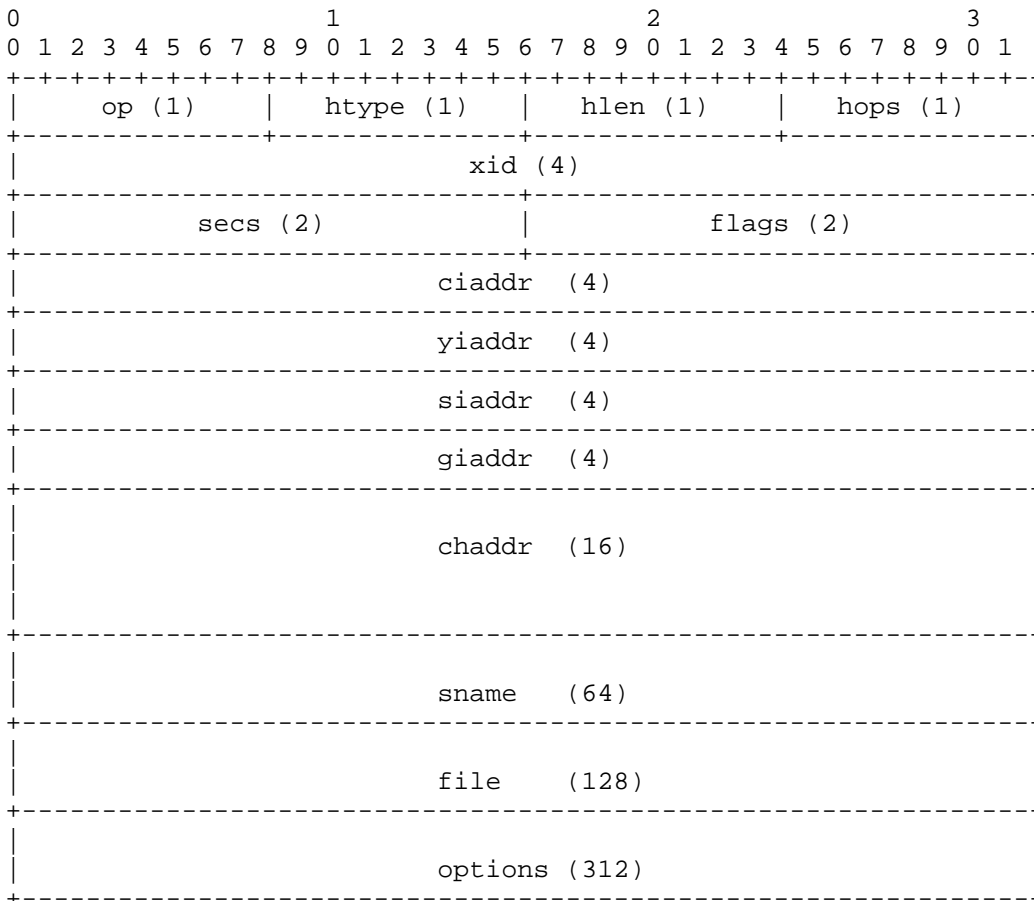 0 1 2 3
0 1 2 3 4 5 6 7 8 9 0 1 2 3 4 5 6 7 8 9 0 1 2 3 4 5 6 7 8 9 0 1
op (1) | htype (1) | hlen (1) | hops (1)
xid (4)
secs (2) | flags (2)
ciaddr (4)
yiaddr (4)
siaddr (4)
giaddr (4)
chaddr (16)
sname (64)
file (128)
options (312)